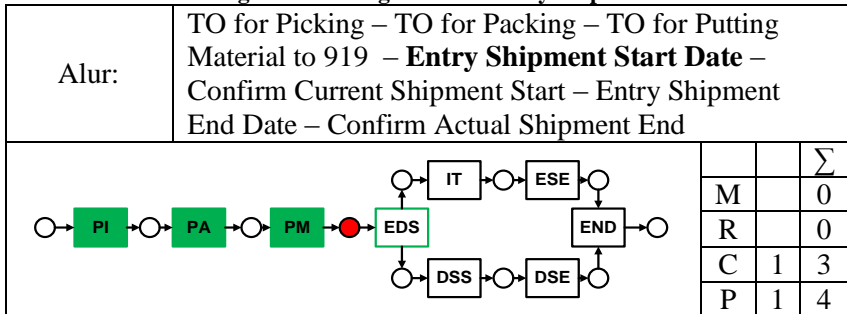 Alur:
TO for Picking – TO for Packing – TO for Putting
Material to 919 – Entry Shipment Start Date –
Confirm Current Shipment Start – Entry Shipment
End Date – Confirm Actual Shipment End
PI
PA
PM
EDS
IT
ESE
DSS
DSE
END
∑
M 0
R 0
C 1 3
P 1 4